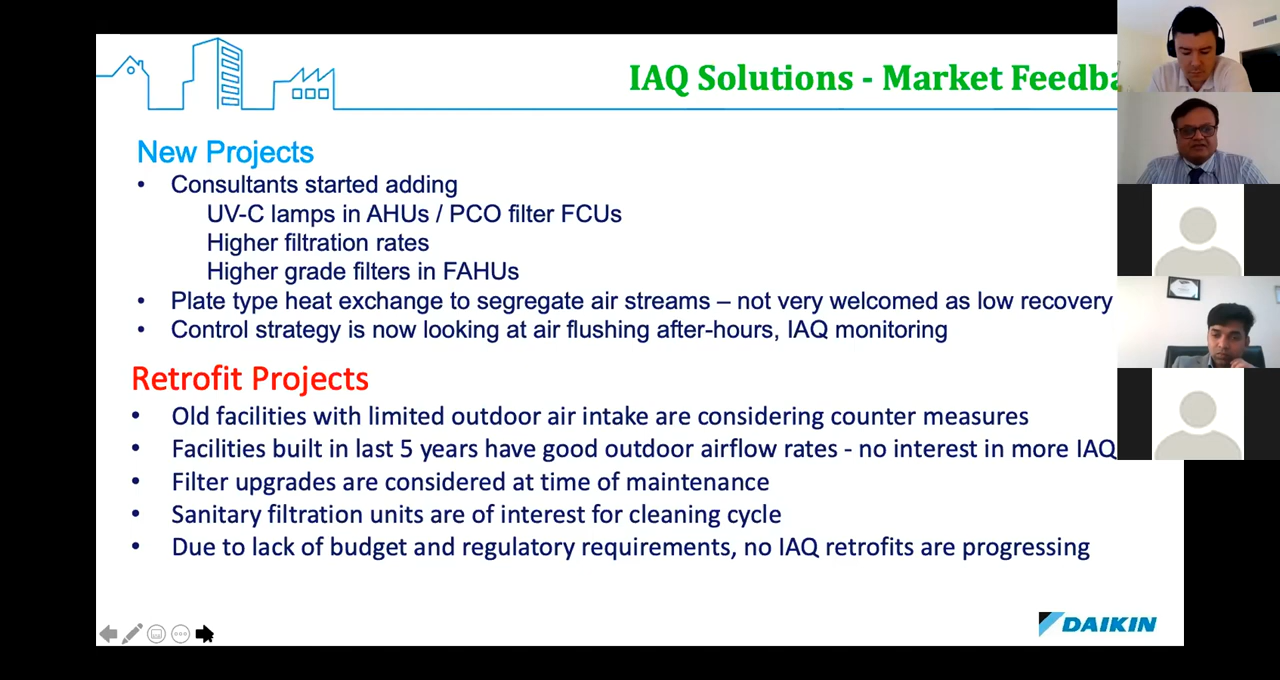 IAQ Solutions - Market Feedba
New Projects
• Consultants started adding
UV-C lamps in AHUs / PCO filter FCUs
Higher filtration rates
Higher grade filters in FAHUs
• Plate type heat exchange to segregate air streams – not very welcomed as low recovery
• Control strategy is now looking at air flushing after-hours, IAQ monitoring
Retrofit Projects
• Old facilities with limited outdoor air intake are considering counter measures
• Facilities built in last 5 years have good outdoor airflow rates - no interest in more IAQ
• Filter upgrades are considered at time of maintenance
• Sanitary filtration units are of interest for cleaning cycle
• Due to lack of budget and regulatory requirements, no IAQ retrofits are progressing
DAIKIN